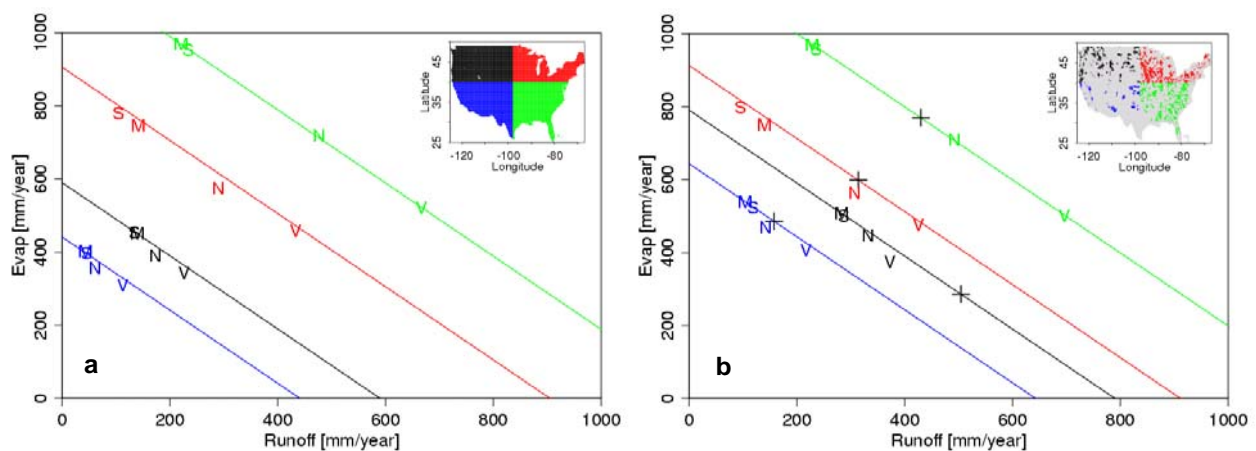 1000
800
600
400
200
0
Evap [mm/year]
0 200 400 600 800 1000
Runoff [mm/year]
M S
N
V
S M
N
V
S M
N
V
M S
N
V
a
Latitude
45
35
25
-120 -100 -80
Longitude
1000
800
600
400
200
0
Evap [mm/year]
0 200 400 600 800 1000
Runoff [mm/year]
M S
N
V
S
M
N
V
M S
N
V
M S
N
V
b
Latitude
45
35
25
-120 -100 -80
Longitude